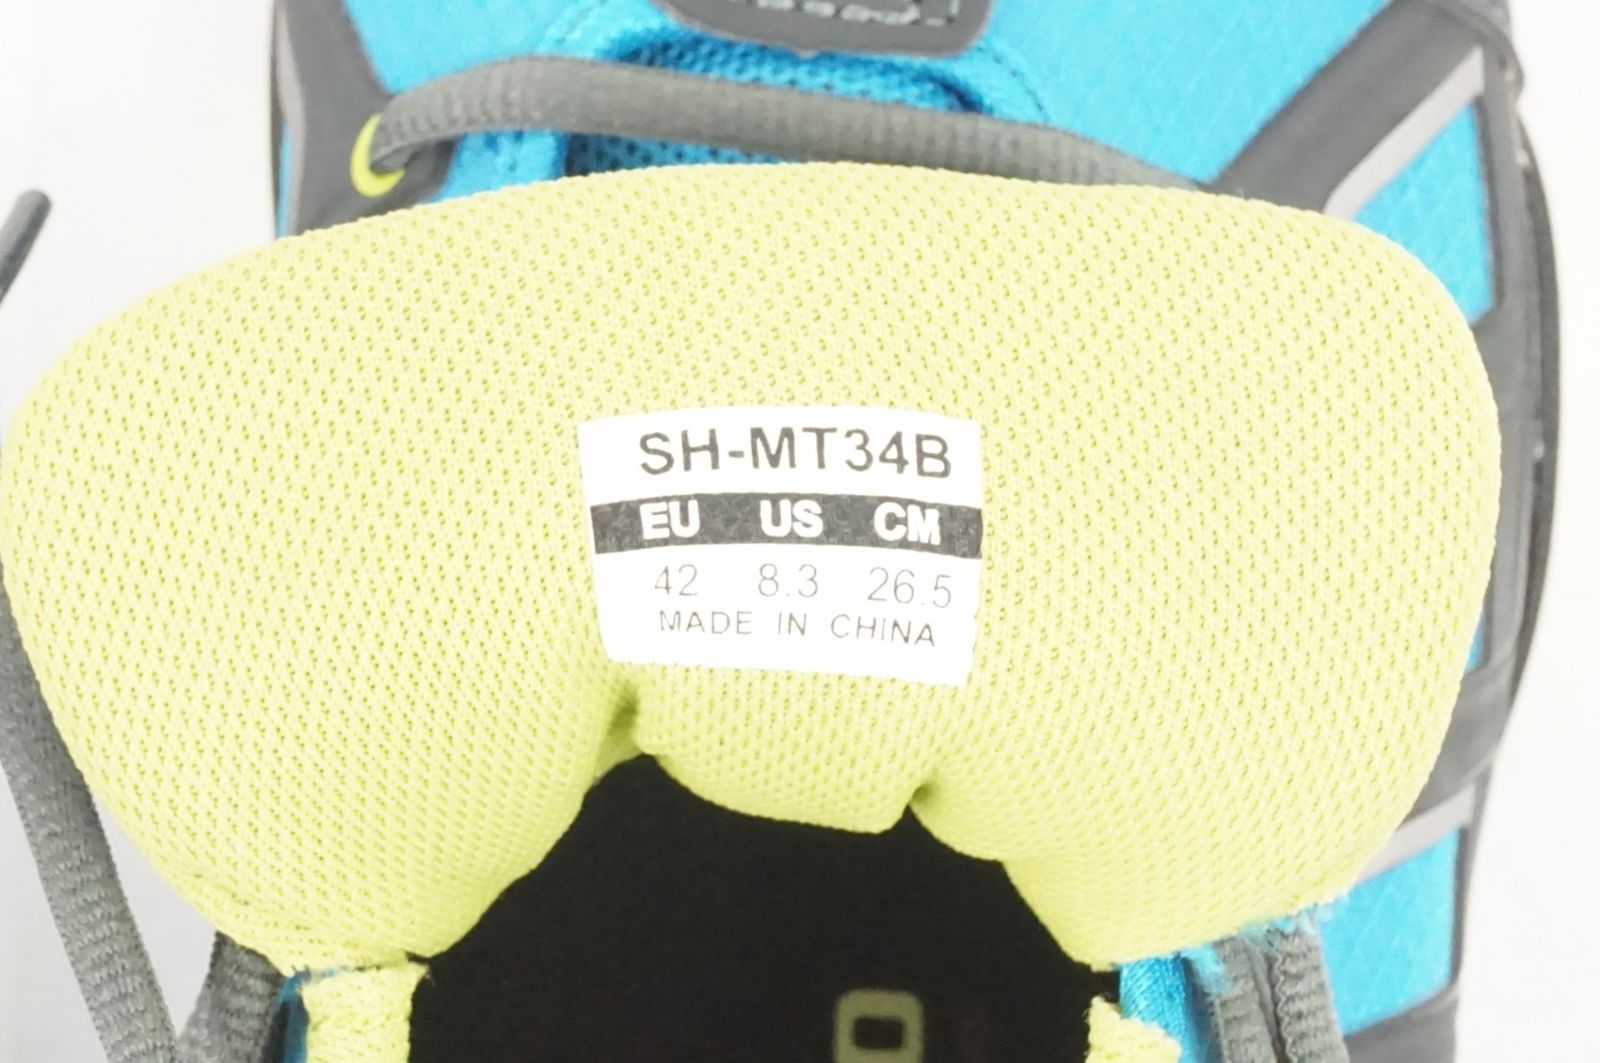 SH-MT34B
EU US CM
42 8.3 26.5
MADE IN CHINA